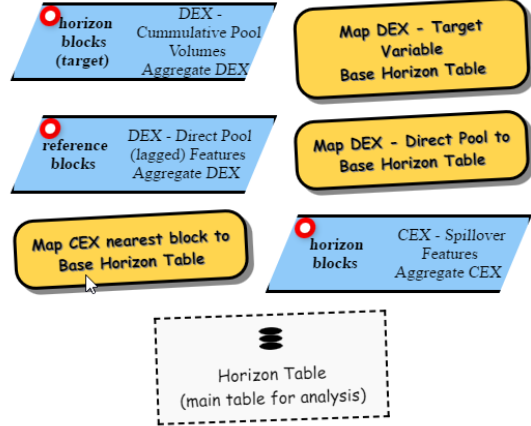 horizon
blocks
(target)
DEX -
Cummulative Pool
Volumes
Aggregate DEX
Map DEX - Target
Variable
Base Horizon Table
reference
blocks
DEX - Direct Pool
(lagged) Features
Aggregate DEX
Map DEX - Direct Pool to
Base Horizon Table
Map CEX nearest block to
Base Horizon Table
horizon
blocks
CEX - Spillover
Features
Aggregate CEX
Horizon Table
(main table for analysis)